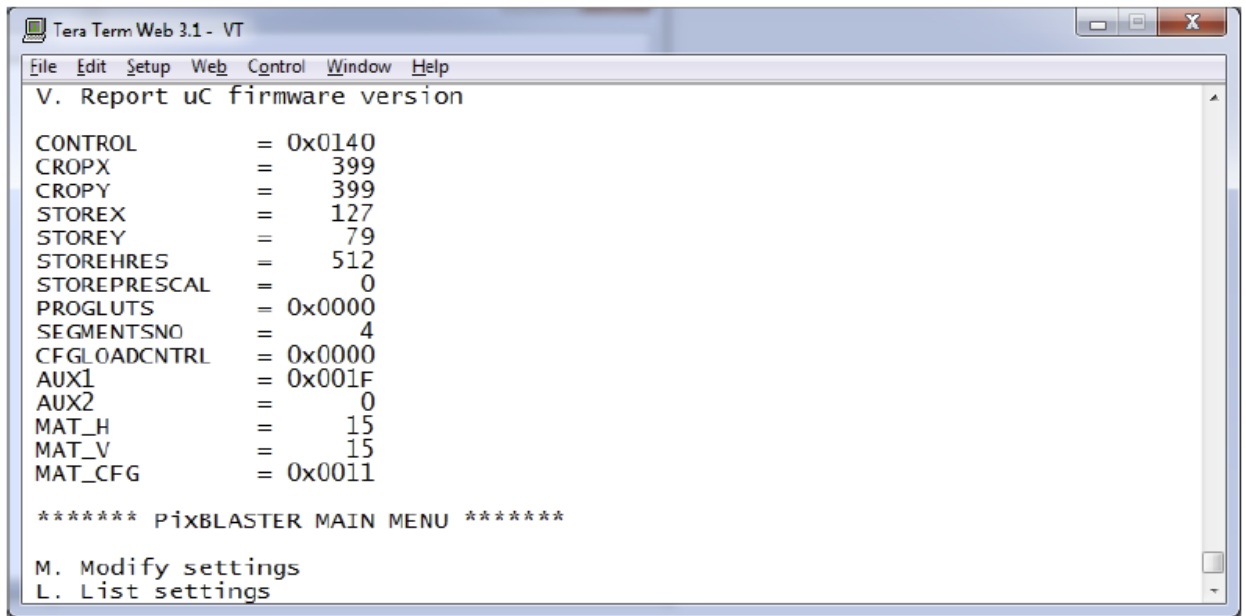 Tera Term Web 3.1 - VT
File Edit Setup Web Control Window Help
V. Report uC firmware version
CONTROL = 0x0140
CROPX = 399
CROPY = 399
STOREX = 127
STOREY = 79
STOREHRES = 512
STOREPRESCAL = 0
PROGLUTS = 0x0000
SEGMENTSNO = 4
CFGLOADCNTRL = 0x0000
AUX1 = 0x001F
AUX2 = 0
MAT_H = 15
MAT_V = 15
MAT_CFG = 0x0011
******* PixBLASTER MAIN MENU *******
M. Modify settings
L. List settings